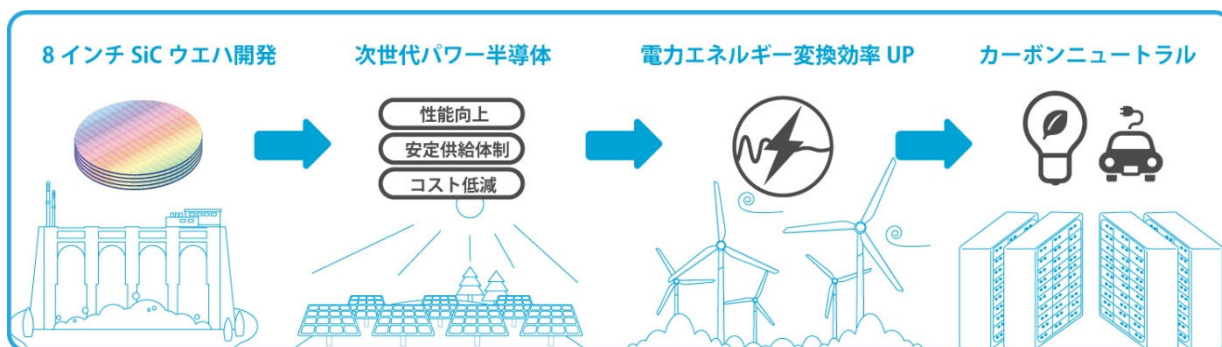 8 インチ SiC ウエハ開発
次世代パワー半導体
電力エネルギー変換効率 UP
カーボンニュートラル
性能向上
安定供給体制
コスト低減